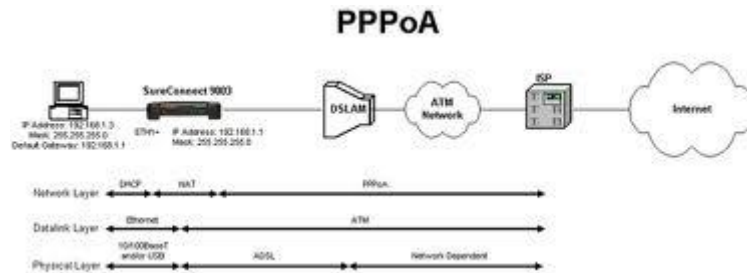 PPPoA
SureConnect 9003
ISP
DSLAM
ATM
Network
Internet
IP Address: 192.168.1.3
Mask: 255.255.255.0
Default Gateway: 192.168.1.1
IP Address: 192.168.1.1
Mask: 255.255.255.0
DHCP NAT PPPoA
Network Layer
Ethernet ATM
Datalink Layer
10/100BaseT
and/or USB ADSL Network Dependent
Physical Layer